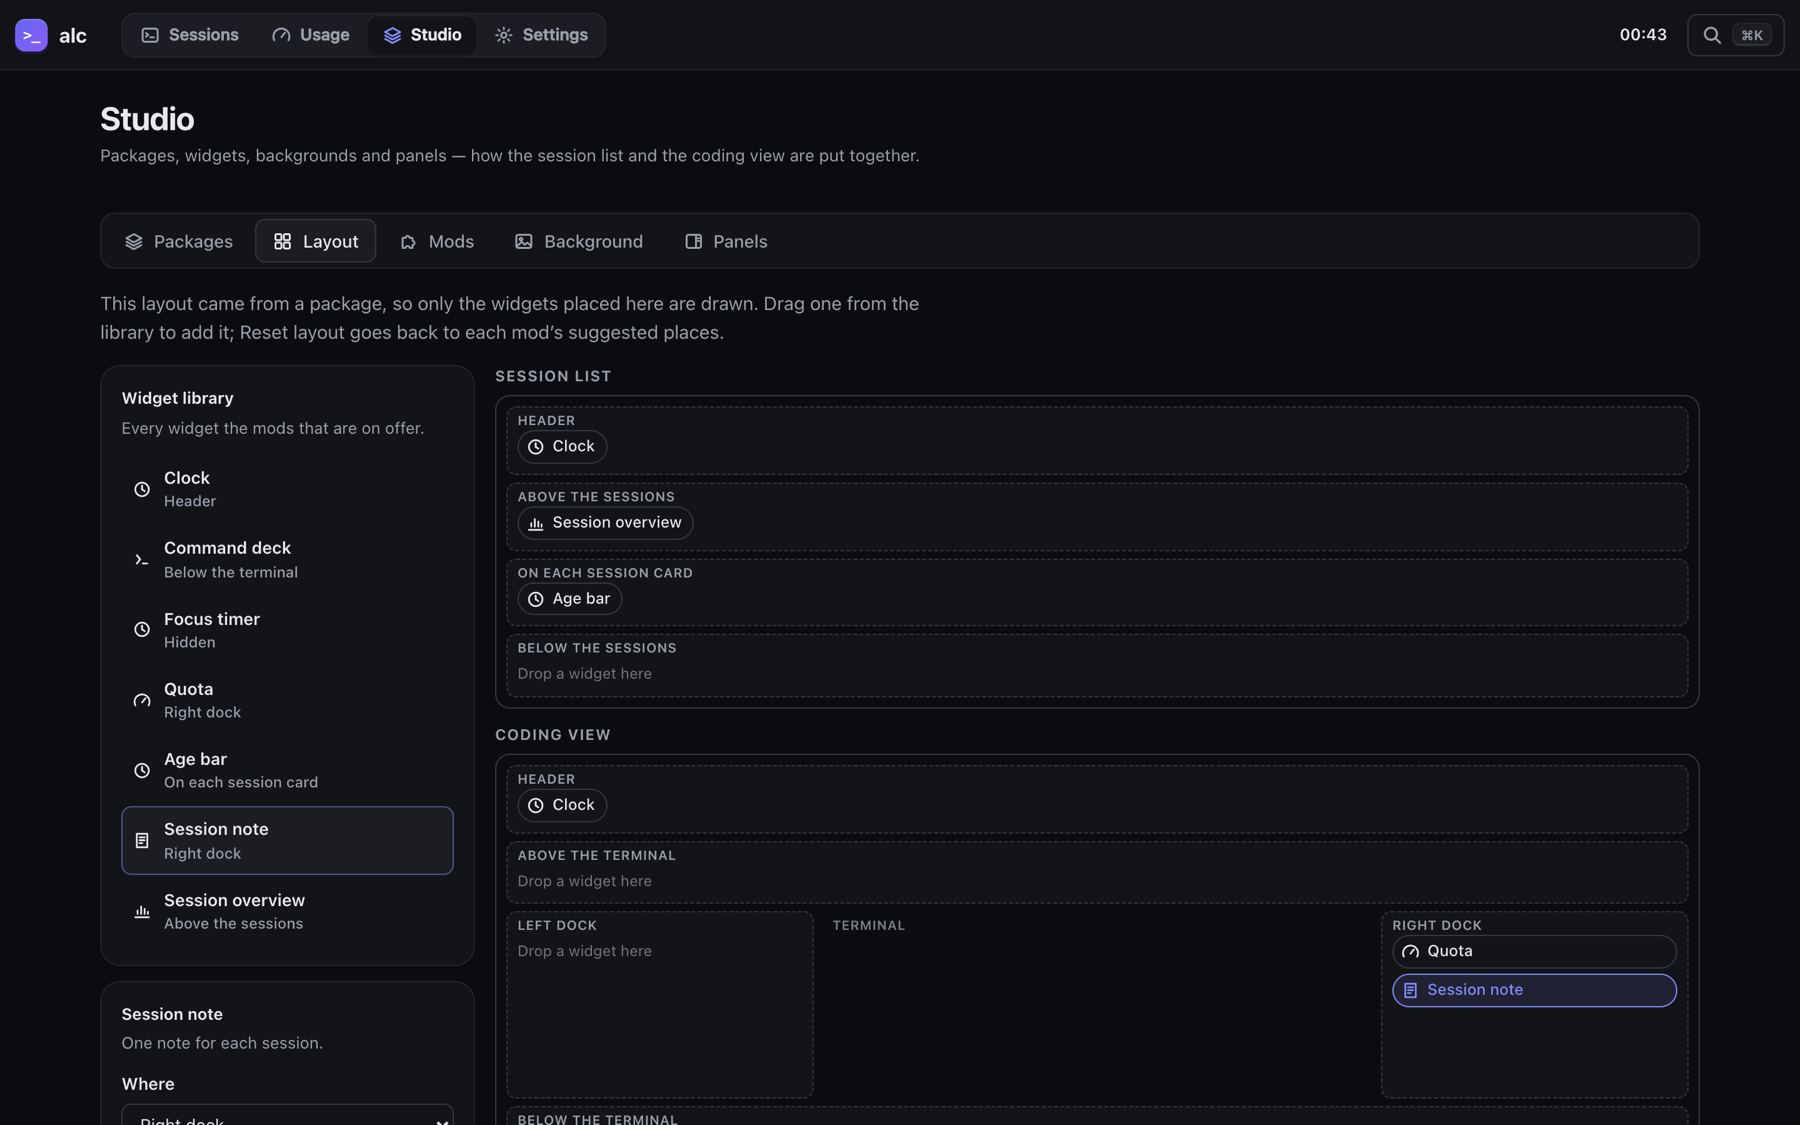 >_ alc
Sessions
Usage
Studio
Settings
00:43
⌘K
Studio
Packages, widgets, backgrounds and panels — how the session list and the coding view are put together.
Packages
Layout
Mods
Background
Panels
This layout came from a package, so only the widgets placed here are drawn. Drag one from the
library to add it; Reset layout goes back to each mod’s suggested places.
Widget library
Every widget the mods that are on offer.
Clock
Header
Command deck
Below the terminal
Focus timer
Hidden
Quota
Right dock
Age bar
On each session card
Session note
Right dock
Session overview
Above the sessions
Session note
One note for each session.
Where
Right dock
SESSION LIST
HEADER
Clock
ABOVE THE SESSIONS
Session overview
ON EACH SESSION CARD
Age bar
BELOW THE SESSIONS
Drop a widget here
CODING VIEW
HEADER
Clock
ABOVE THE TERMINAL
Drop a widget here
LEFT DOCK
Drop a widget here
TERMINAL
RIGHT DOCK
Quota
Session note
BELOW THE TERMINAL